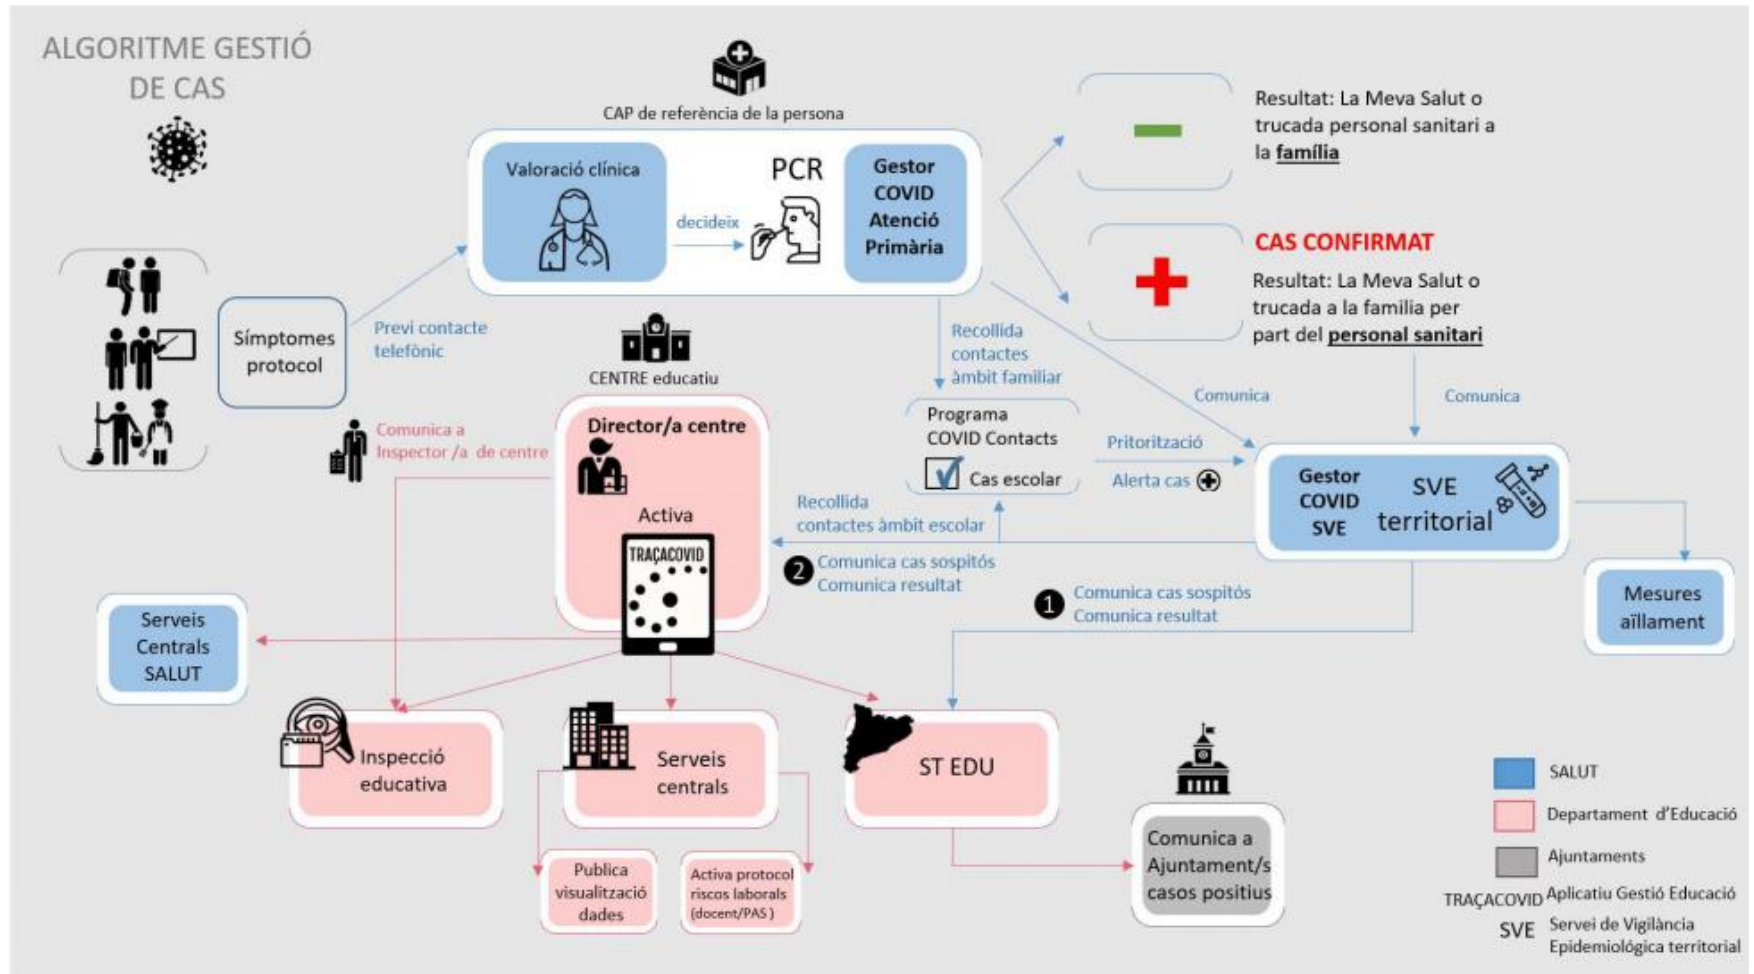 ALGORITME GESTIÓ
DE CAS
CAP de referència de la persona
Valoració clínica
decideix
PCR
Gestor
COVID
Atenció
Primària
Resultat: La Meva Salut o
trucada personal sanitari a
la família
CAS CONFIRMAT
Resultat: La Meva Salut o
trucada a la familia per
part del personal sanitari
Símptomes
protocol
Previ contacte
telefònic
CENTRE educatiu
Recollida
contactes
àmbit familiar
Comunica
Comunica
Comunica a
Inspector /a de centre
Director/a centre
Activa
TRAÇACOVID
Programa
COVID Contacts
Cas escolar
Pritorització
Alerta cas
Gestor
COVID
SVE
SVE
territorial
Recollida
contactes àmbit escolar
2
Comunica cas sospitós
Comunica resultat
1
Comunica cas sospitós
Comunica resultat
Mesures
aïllament
Serveis
Centrals
SALUT
Inspecció
educativa
Serveis
centrals
ST EDU
Publica
visualització
dades
Activa protocol
riscos laborals
(docent/PAS )
Comunica a
Ajuntament/s
casos positius
SALUT
Departament d'Educació
Ajuntaments
TRAÇACOVID Aplicatiu Gestió Educació
SVE Servei de Vigilància
Epidemiológica territorial